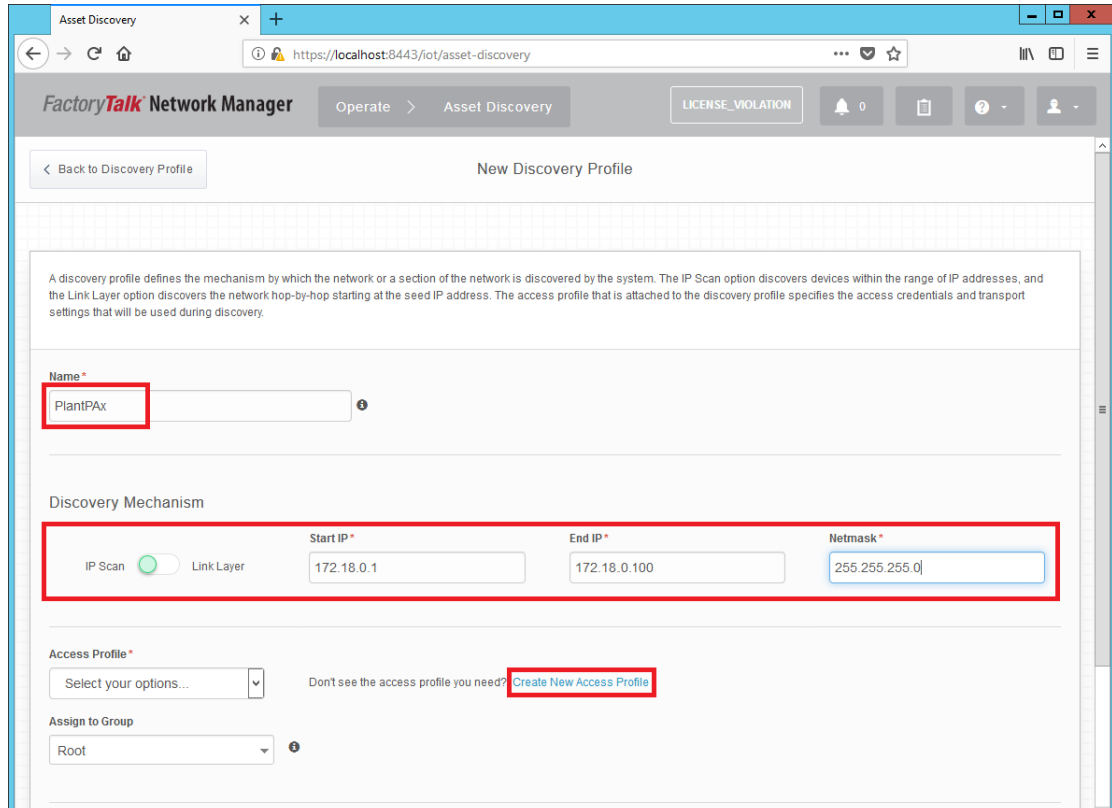 Asset Discovery
https://localhost:8443/iot/asset-discovery
FactoryTalk Network Manager
Operate > Asset Discovery
LICENSE_VIOLATION
0
Back to Discovery Profile
New Discovery Profile
A discovery profile defines the mechanism by which the network or a section of the network is discovered by the system. The IP Scan option discovers devices within the range of IP addresses, and
the Link Layer option discovers the network hop-by-hop starting at the seed IP address. The access profile that is attached to the discovery profile specifies the access credentials and transport
settings that will be used during discovery.
Name*
PlantPAx
Discovery Mechanism
IP Scan Link Layer
Start IP* End IP* Netmask*
172.18.0.1 172.18.0.100 255.255.255.0
Access Profile*
Select your options...
Don't see the access profile you need? Create New Access Profile
Assign to Group
Root